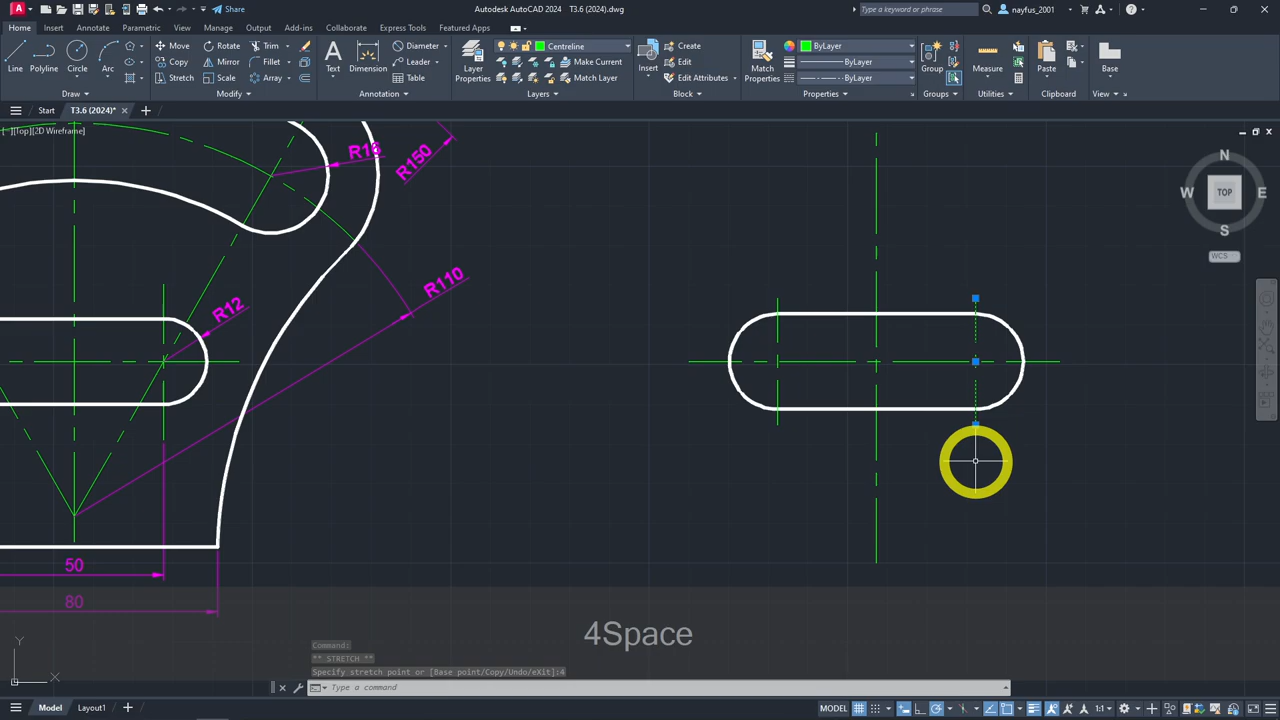 Share
Autodesk AutoCAD 2024 T3.6 (2024).dwg
Type a keyword or phrase
nayfus_2001
Home Insert Annotate Parametric View Manage Output Add-ins Collaborate Express Tools Featured Apps
Line Polyline Circle Arc
Move Rotate Trim
Copy Mirror Fillet
Stretch Scale Array
Text Dimension
Diameter
Leader
Table
Layer Properties
Centreline
Make Current
Match Layer
Insert
Create
Edit
Edit Attributes
Match Properties
ByLayer
ByLayer
ByLayer
Group
Measure
Paste
Base
Draw Modify Annotation Layers Block Properties Groups Utilities Clipboard View
Start T3.6 (2024)*
[−][Top][2D Wireframe]
N
W TOP E
S
WCS
R150
R110
R12
50
80
4Space
Y
X
Command:
** STRETCH **
Specify stretch point or [Base point/Copy/Undo/eXit]:4
Type a command
Model Layout1
MODEL
1:1